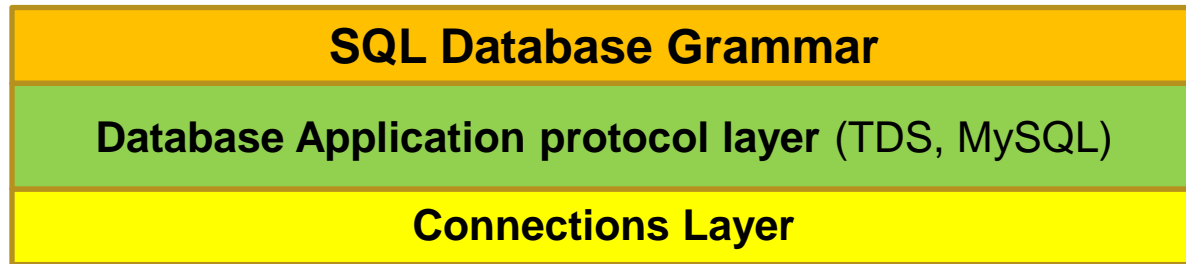 SQL Database Grammar
Database Application protocol layer (TDS, MySQL)
Connections Layer